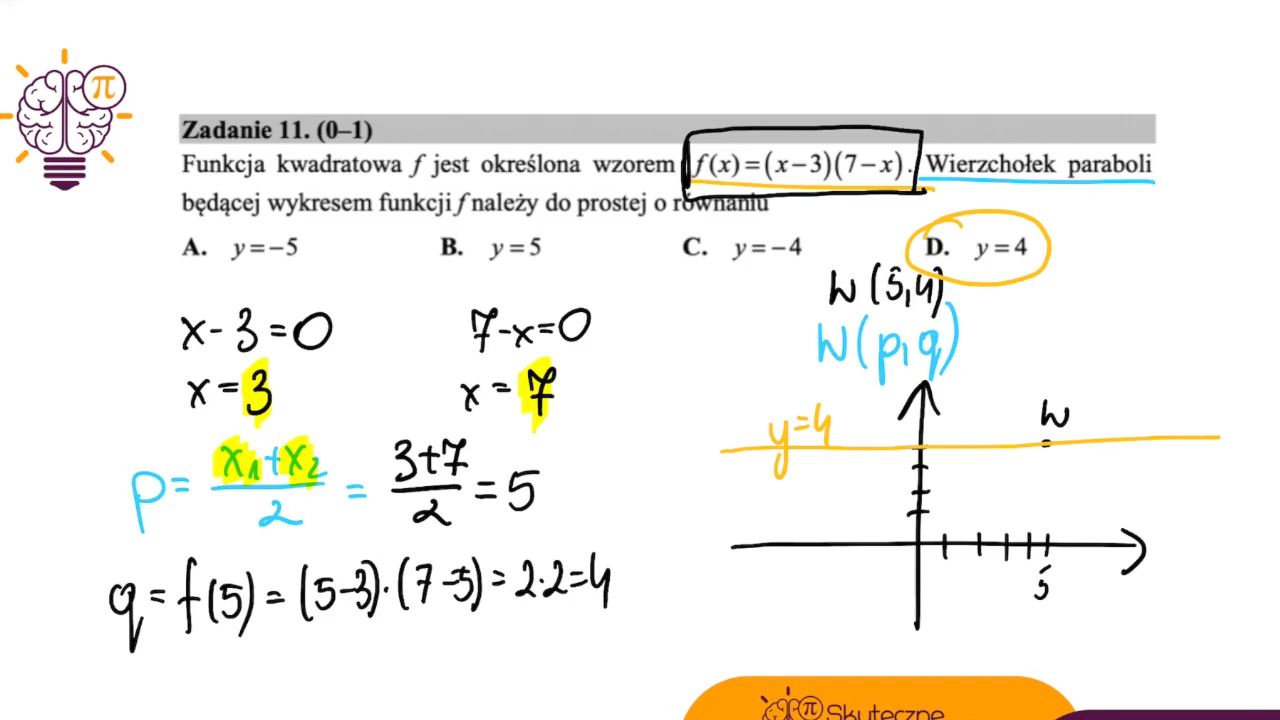 π
Zadanie 11. (0–1)
Funkcja kwadratowa f jest określona wzorem f(x)=(x−3)(7−x). Wierzchołek paraboli
będącej wykresem funkcji f należy do prostej o równaniu
A. y=−5 B. y=5 C. y=−4 D. y=4
W (5,4)
x-3=0 7-x=0 W(p,q)
x=3 x=7
y=4 W
p= x₁+x₂/2 = 3+7/2 = 5
5
q=f(5)=(5-3)·(7-5)=2·2=4
π Skuteczne